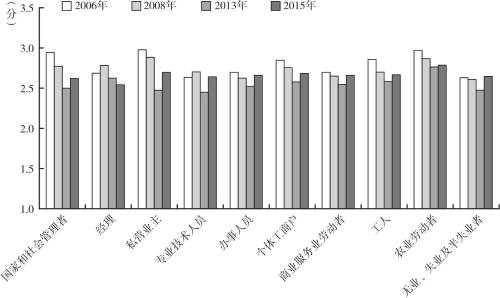 (分)
2006年 2008年 2013年 2015年
3.5
3.0
2.5
2.0
1.5
1.0
国家和社会管理者
经理
私营业主
专业技术人员
办事人员
个体工商户
商业服务业劳动者
工人
农业劳动者
无业、失业及半失业者